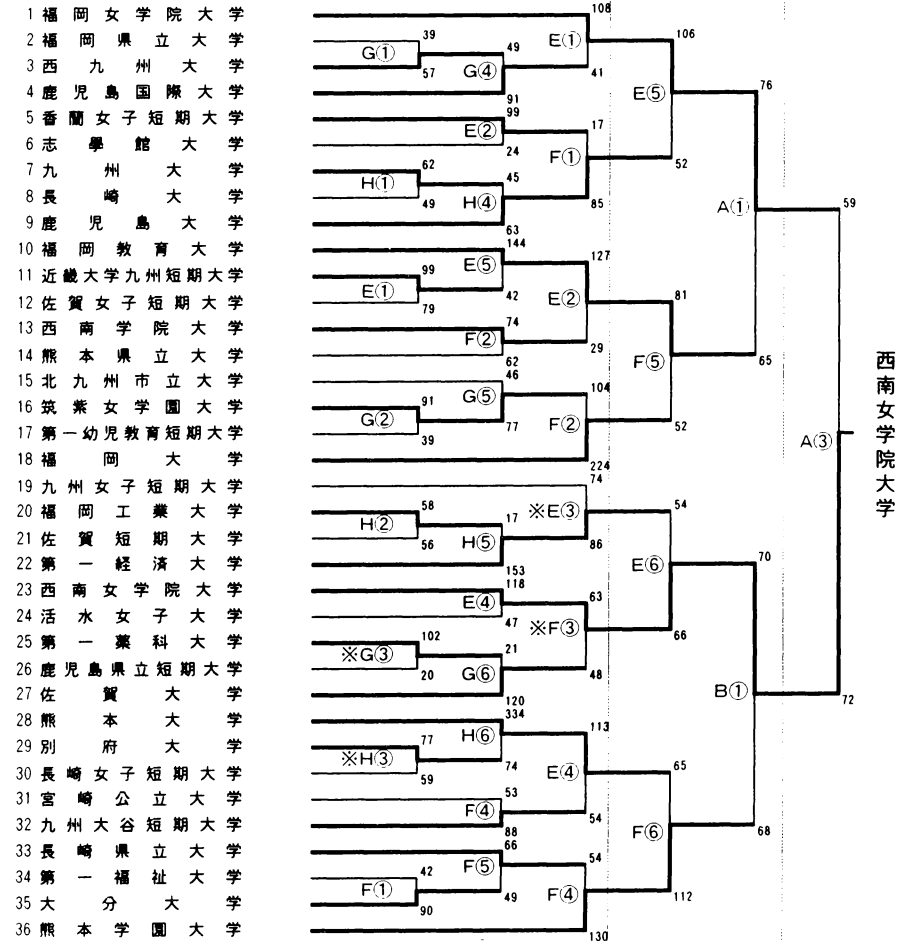 1 福岡女学院大学
2 福岡県立大学
3 西九州大学
4 鹿児島国際大学
5 香蘭女子短期大学
6 志學館大学
7 九州大学
8 長崎大学
9 鹿児島大学
10 福岡教育大学
11 近畿大学九州短期大学
12 佐賀女子短期大学
13 西南学院大学
14 熊本県立大学
15 北九州市立大学
16 筑紫女学園大学
17 第一幼児教育短期大学
18 福岡大学
19 九州女子短期大学
20 福岡工業大学
21 佐賀短期大学
22 第一経済大学
23 西南女学院大学
24 活水女子大学
25 第一薬科大学
26 鹿児島県立短期大学
27 佐賀大学
28 熊本大学
29 別府大学
30 長崎女子短期大学
31 宮崎公立大学
32 九州大谷短期大学
33 長崎県立大学
34 第一福祉大学
35 大分大学
36 熊本学園大学
G① 39 57
H① 62 49
E① 99 79
G② 91 39
H② 58 56
※G③ 102 20
※H③ 77 59
F① 42 90
G④ 49 91
E② 99 24
H④ 45 63
E⑤ 144 42
F② 74 62
G⑤ 46 77
H⑤ 17 153
E④ 118 47
G⑥ 21 120
H⑥ 334 74
F④ 53 88
F⑤ 66 49
E① 108 41
F① 17 85
E② 127 29
F② 104 224
※E③ 74 86
※F③ 63 48
E④ 113 54
F④ 54 130
E⑤ 106 52
F⑤ 81 52
E⑥ 54 66
F⑥ 65 112
A① 76 65
B① 70 68
A③ 59 72
西南女学院大学